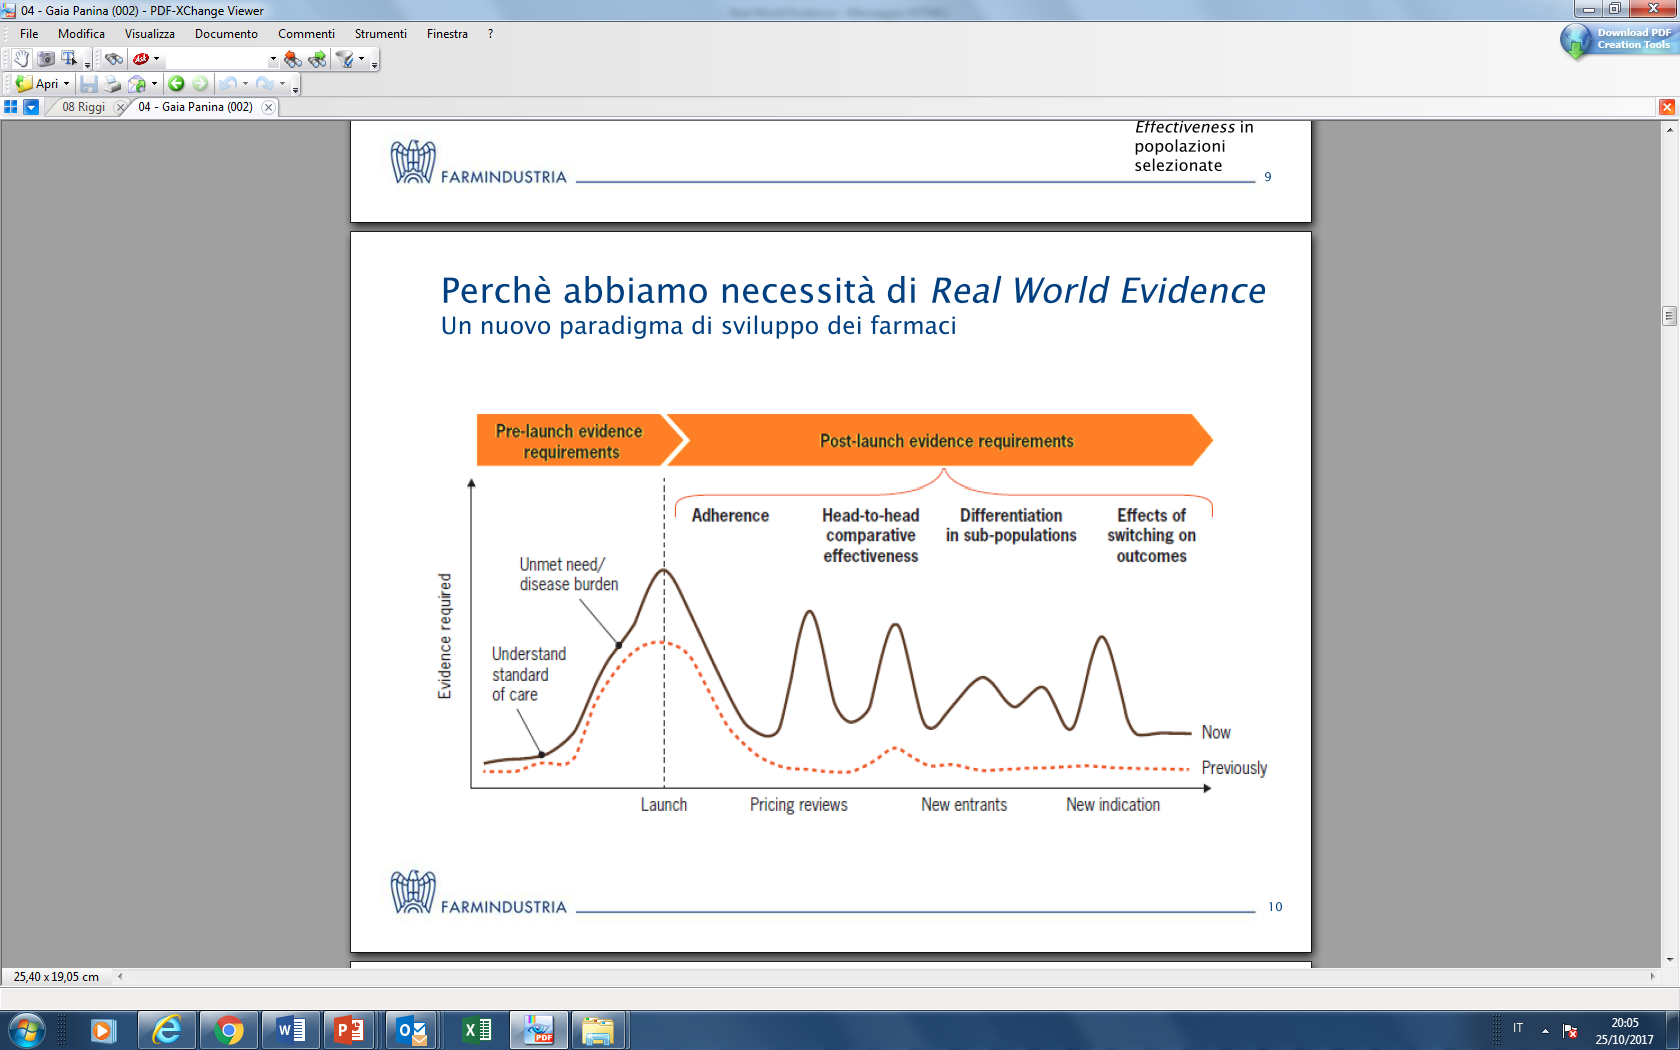 04 - Gaia Panina (002) - PDF-XChange Viewer
File Modifica Visualizza Documento Commenti Strumenti Finestra ?
Download PDF
Creation Tools
Ask
Apri
08 Riggi
04 - Gaia Panina (002)
Effectiveness in
popolazioni
selezionate
FARMINDUSTRIA
9
Perchè abbiamo necessità di Real World Evidence
Un nuovo paradigma di sviluppo dei farmaci
Pre-launch evidence
requirements
Post-launch evidence requirements
Adherence
Head-to-head
comparative
effectiveness
Differentiation
in sub-populations
Effects of
switching on
outcomes
Unmet need/
disease burden
Understand
standard
of care
Evidence required
Now
Previously
Launch
Pricing reviews
New entrants
New indication
FARMINDUSTRIA
10
25,40 x 19,05 cm
PDF
IT
20:05
25/10/2017